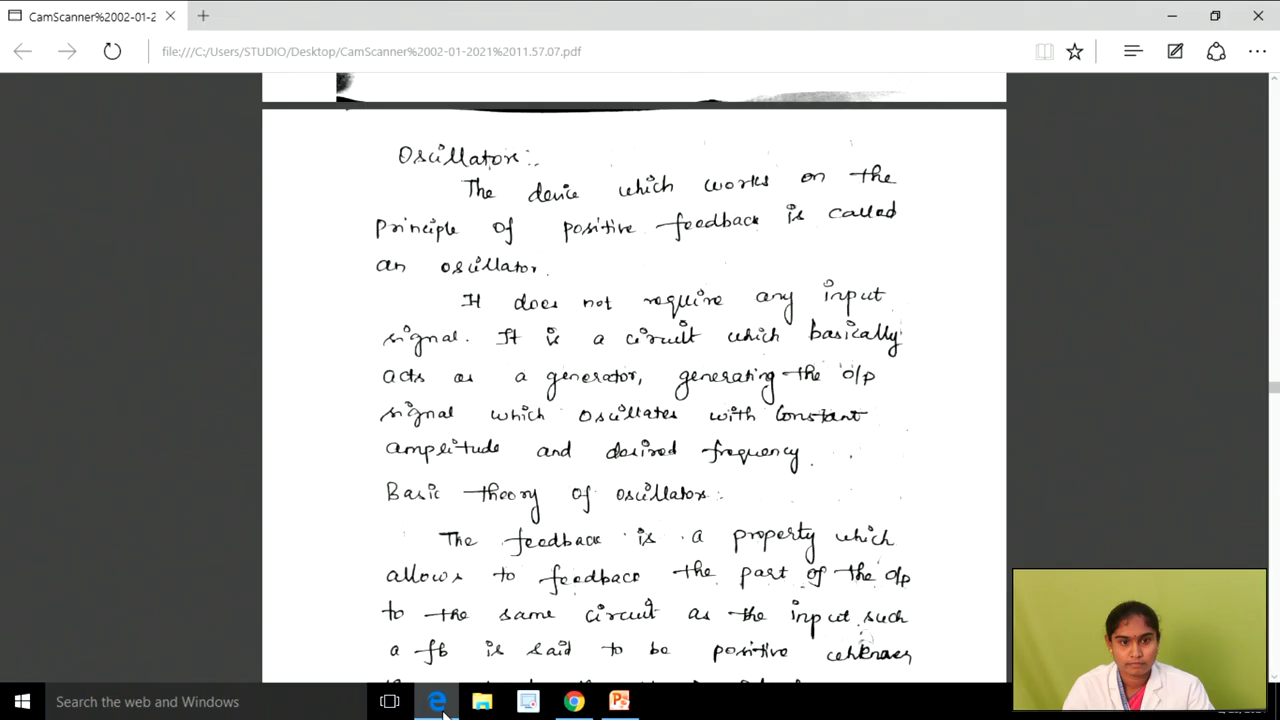 CamScanner%2002-01-2
file:///C:/Users/STUDIO/Desktop/CamScanner%2002-01-2021%2011.57.07.pdf
Oscillator:-
The device which works on the
principle of positive feedback is called
an oscillator.
It does not require any input
signal. It is a circuit which basically
acts as a generator, generating the o/p
signal which oscillates with constant
amplitude and desired frequency.
Basic theory of oscillators:
The feedback is a property which
allows to feedback the part of the o/p
to the same circuit as the input. such
a fb is said to be positive whereas
Search the web and Windows